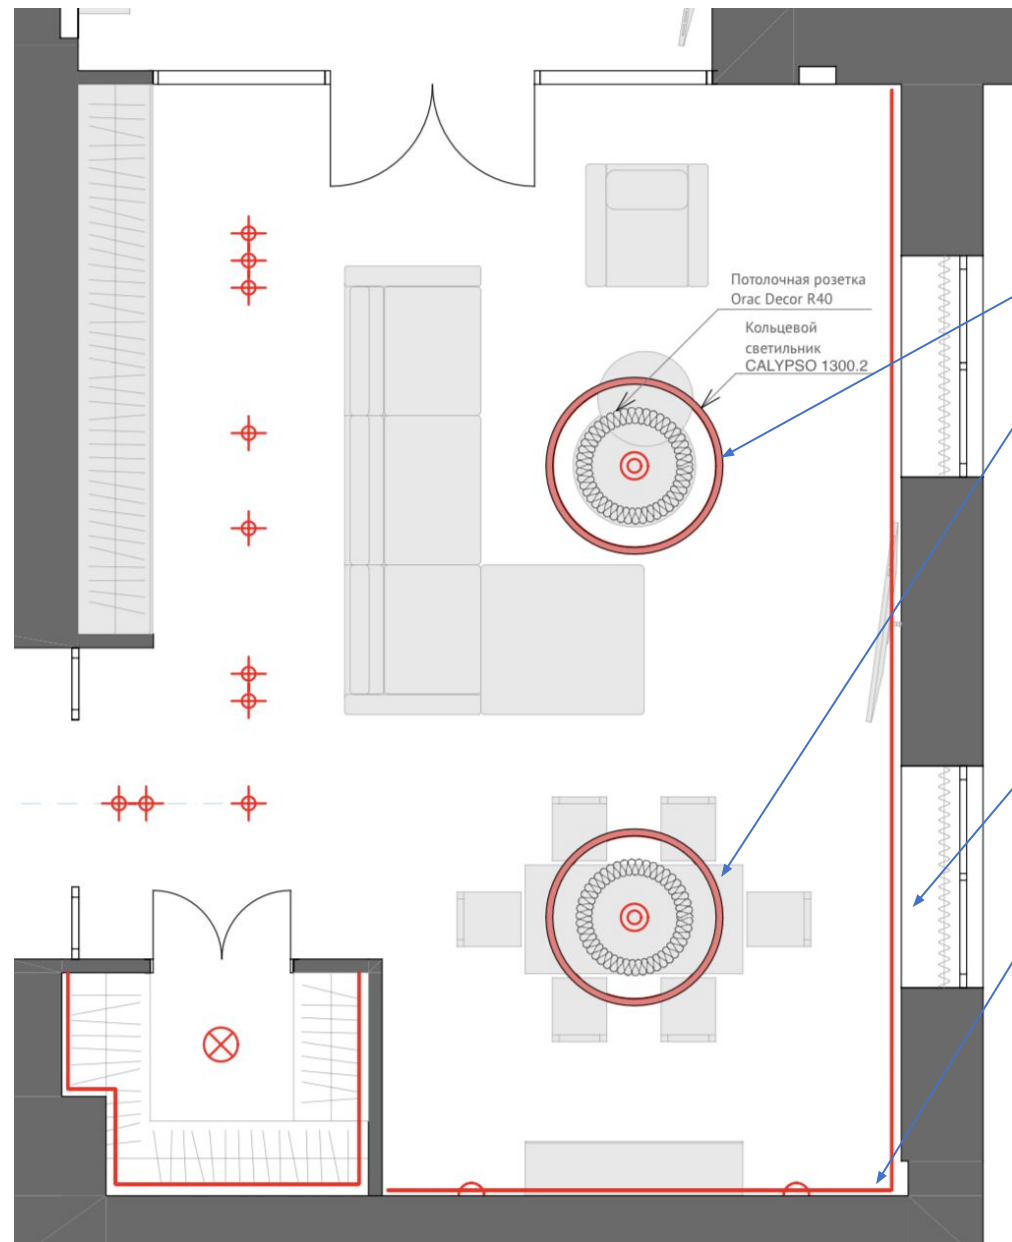 Потолочная розетка
Orac Decor R40
Кольцевой
светильник
CALYPSO 1300.2